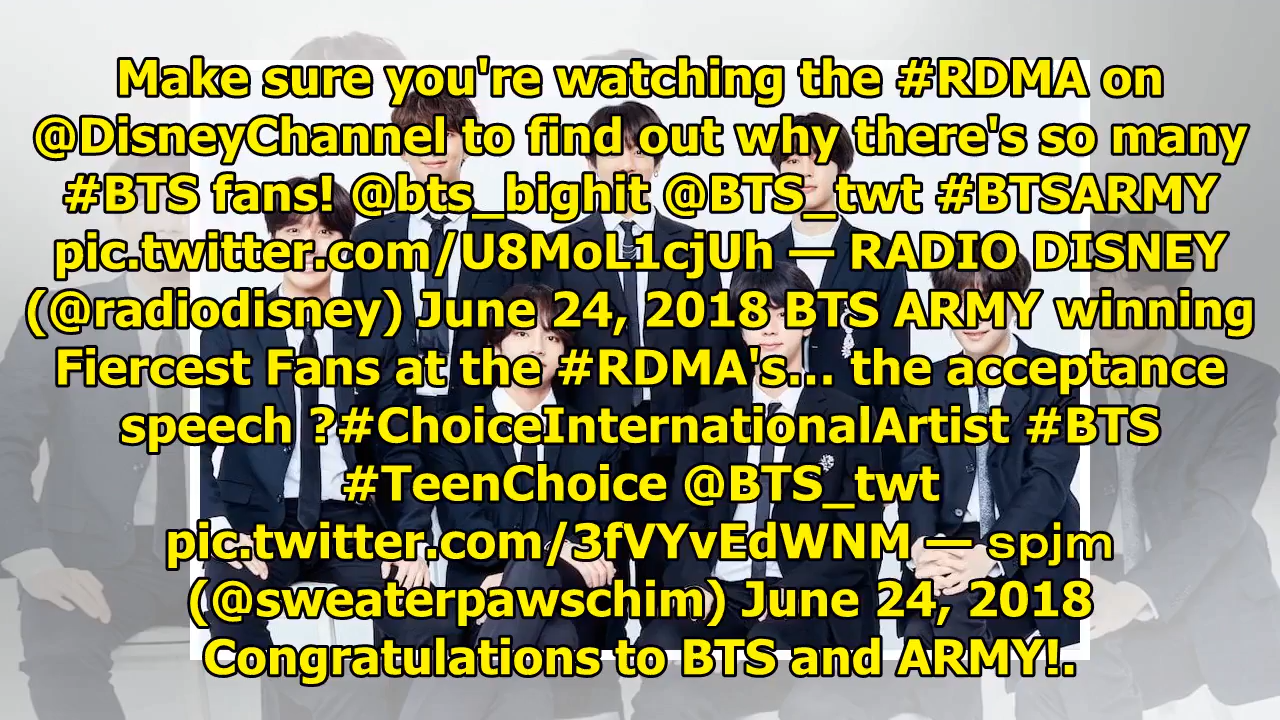 Make sure you're watching the #RDMA on
@DisneyChannel to find out why there's so many
#BTS fans! @bts_bighit @BTS_twt #BTSARMY
pic.twitter.com/U8MoL1cjUh — RADIO DISNEY
(@radiodisney) June 24, 2018 BTS ARMY winning
Fiercest Fans at the #RDMA's... the acceptance
speech ?#ChoiceInternationalArtist #BTS
#TeenChoice @BTS_twt
pic.twitter.com/3fVYvEdWNM — spjm
(@sweaterpawschim) June 24, 2018
Congratulations to BTS and ARMY!.